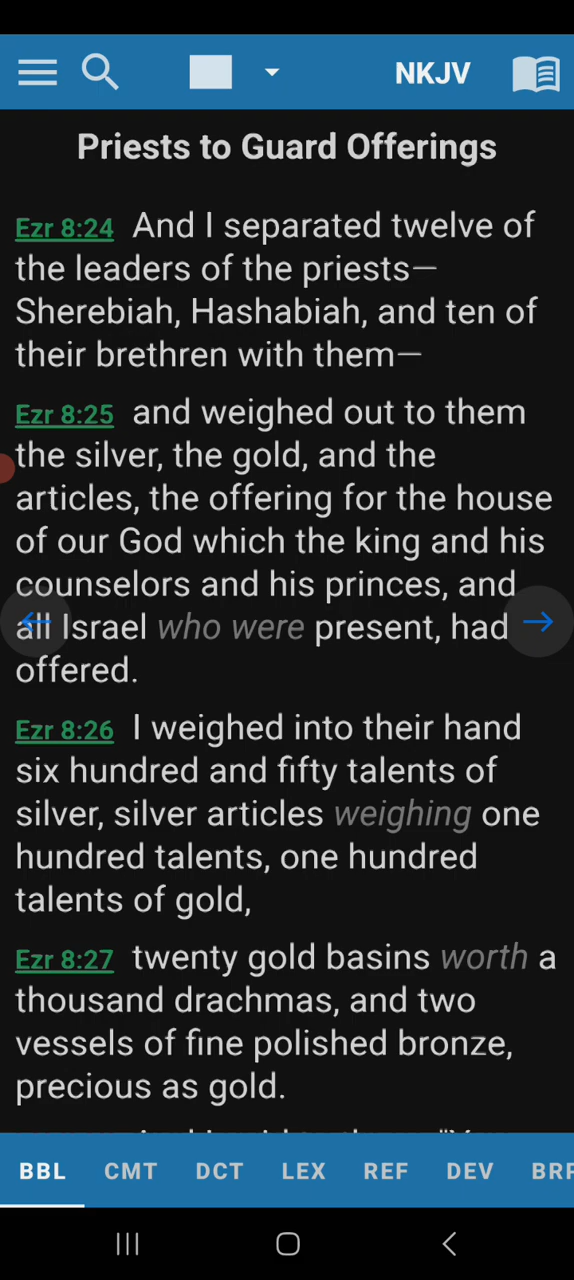 NKJV
Priests to Guard Offerings
Ezr 8:24 And I separated twelve of
the leaders of the priests—
Sherebiah, Hashabiah, and ten of
their brethren with them—
Ezr 8:25 and weighed out to them
the silver, the gold, and the
articles, the offering for the house
of our God which the king and his
counselors and his princes, and
all Israel who were present, had
offered.
Ezr 8:26 I weighed into their hand
six hundred and fifty talents of
silver, silver articles weighing one
hundred talents, one hundred
talents of gold,
Ezr 8:27 twenty gold basins worth a
thousand drachmas, and two
vessels of fine polished bronze,
precious as gold.
BBL CMT DCT LEX REF DEV